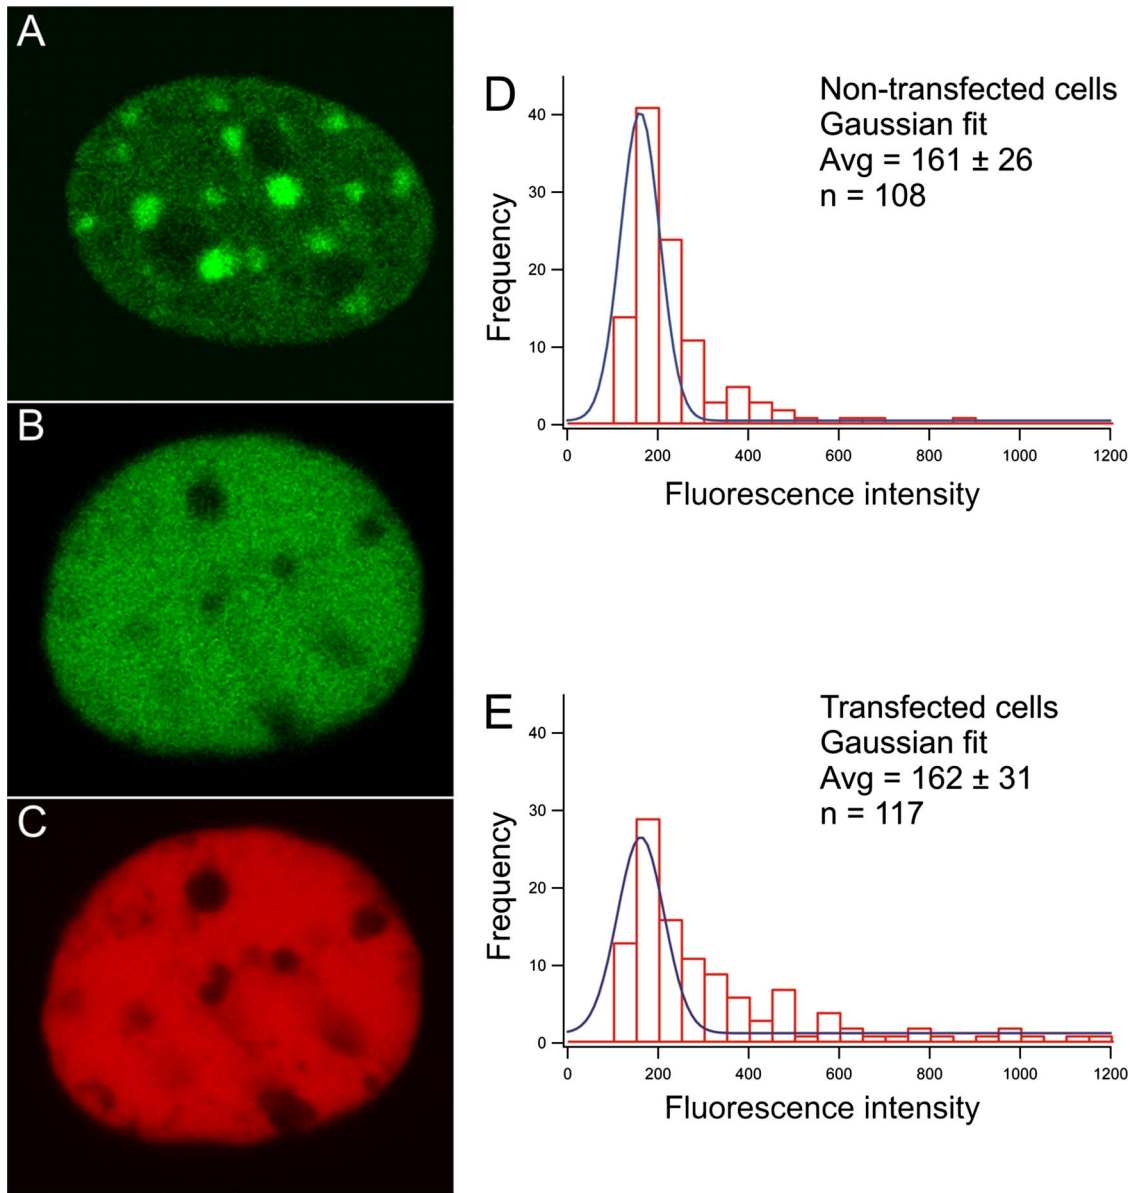 A
B
C
D
Non-transfected cells
Gaussian fit
Avg = 161 ± 26
n = 108
Frequency
40
30
20
10
0
0 200 400 600 800 1000 1200
Fluorescence intensity
E
Transfected cells
Gaussian fit
Avg = 162 ± 31
n = 117
Frequency
40
30
20
10
0
0 200 400 600 800 1000 1200
Fluorescence intensity